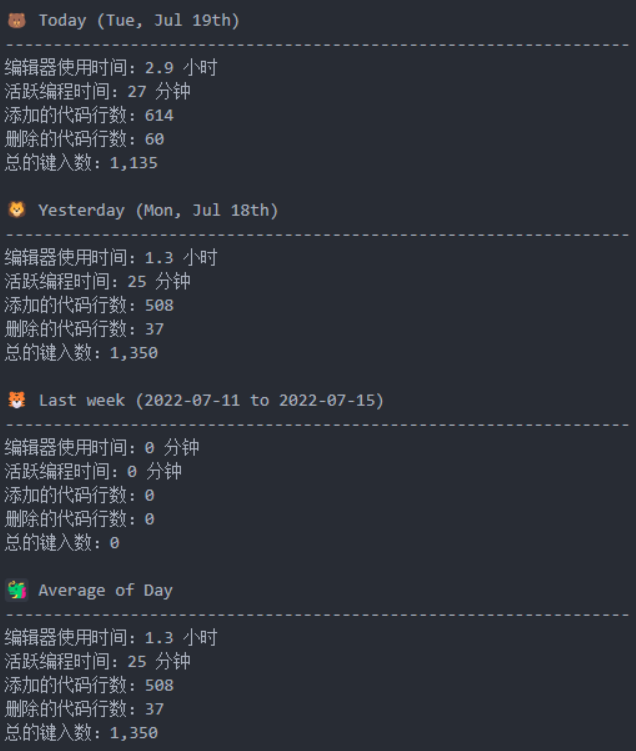 🐻 Today (Tue, Jul 19th)
------------------------------------------------------------------
编辑器使用时间: 2.9 小时
活跃编程时间: 27 分钟
添加的代码行数: 614
删除的代码行数: 60
总的键入数: 1,135
🦁 Yesterday (Mon, Jul 18th)
------------------------------------------------------------------
编辑器使用时间: 1.3 小时
活跃编程时间: 25 分钟
添加的代码行数: 508
删除的代码行数: 37
总的键入数: 1,350
🐯 Last week (2022-07-11 to 2022-07-15)
------------------------------------------------------------------
编辑器使用时间: 0 分钟
活跃编程时间: 0 分钟
添加的代码行数: 0
删除的代码行数: 0
总的键入数: 0
🐲 Average of Day
------------------------------------------------------------------
编辑器使用时间: 1.3 小时
活跃编程时间: 25 分钟
添加的代码行数: 508
删除的代码行数: 37
总的键入数: 1,350